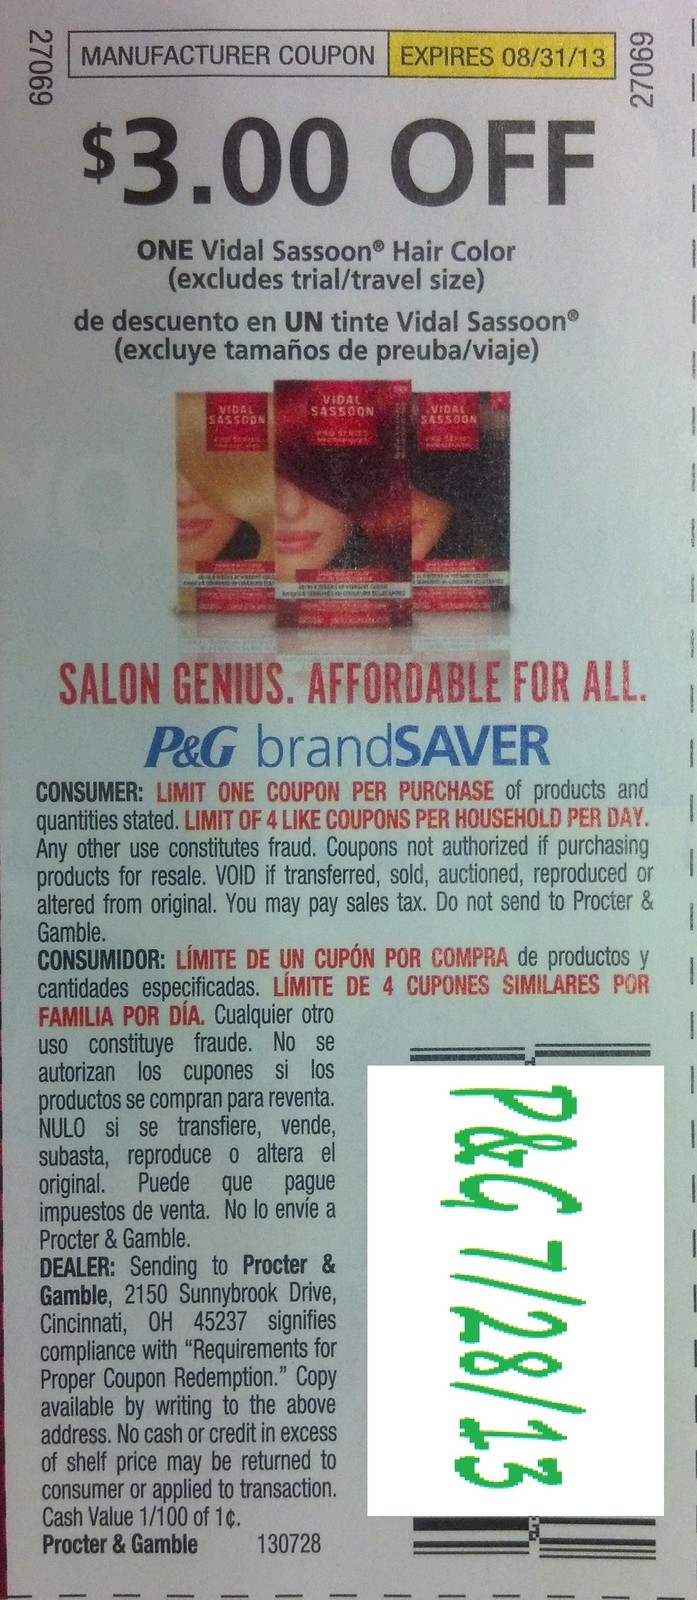 27069
MANUFACTURER COUPON EXPIRES 08/31/13
27069
$3.00 OFF
ONE Vidal Sassoon® Hair Color
(excludes trial/travel size)
de descuento en UN tinte Vidal Sassoon®
(excluye tamaños de preuba/viaje)
VIDAL
SASSOON
PRO SERIES
VIDAL
SASSOON
PRO SERIES
VIDAL
SASSOON
PRO SERIES
SALON GENIUS. AFFORDABLE FOR ALL.
P&G brandSAVER
CONSUMER: LIMIT ONE COUPON PER PURCHASE of products and
quantities stated. LIMIT OF 4 LIKE COUPONS PER HOUSEHOLD PER DAY.
Any other use constitutes fraud. Coupons not authorized if purchasing
products for resale. VOID if transferred, sold, auctioned, reproduced or
altered from original. You may pay sales tax. Do not send to Procter &
Gamble.
CONSUMIDOR: LÍMITE DE UN CUPÓN POR COMPRA de productos y
cantidades especificadas. LÍMITE DE 4 CUPONES SIMILARES POR
FAMILIA POR DÍA. Cualquier otro
uso constituye fraude. No se
autorizan los cupones si los
productos se compran para reventa.
NULO si se transfiere, vende,
subasta, reproduce o altera el
original. Puede que pague
impuestos de venta. No lo envíe a
Procter & Gamble.
DEALER: Sending to Procter &
Gamble, 2150 Sunnybrook Drive,
Cincinnati, OH 45237 signifies
compliance with “Requirements for
Proper Coupon Redemption.” Copy
available by writing to the above
address. No cash or credit in excess
of shelf price may be returned to
consumer or applied to transaction.
Cash Value 1/100 of 1¢.
Procter & Gamble 130728
P&G 7/28/13